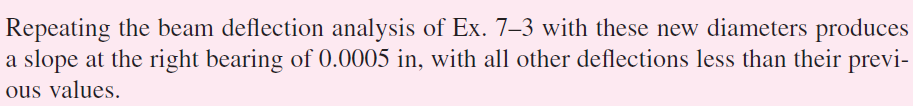 Repeating the beam deflection analysis of Ex. 7–3 with these new diameters produces
a slope at the right bearing of 0.0005 in, with all other deflections less than their previ-
ous values.